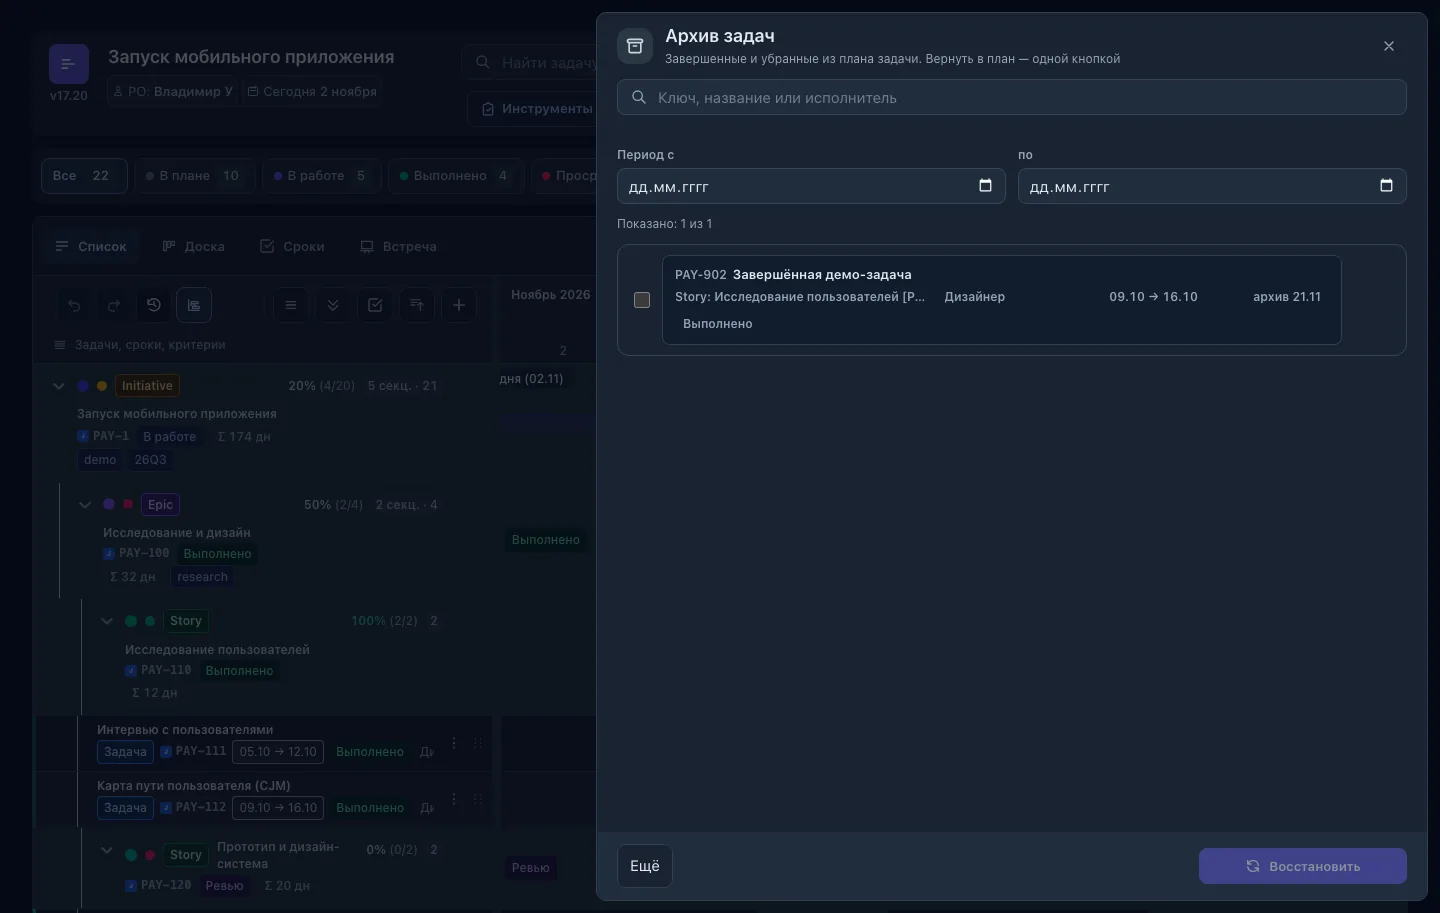 Запуск мобильного приложения
v17.20
PO: Владимир У
Сегодня 2 ноября
Найти задачу
Инструменты
Все 22
В плане 10
В работе 5
Выполнено 4
Проср
Список
Доска
Сроки
Встреча
Ноябрь 2026
Задачи, сроки, критерии
2
дня (02.11)
Initiative
20% (4/20) 5 секц. · 21
Запуск мобильного приложения
PAY-1 В работе Σ 174 дн
demo 26Q3
Epic
50% (2/4) 2 секц. · 4
Исследование и дизайн
PAY-100 Выполнено
Σ 32 дн research
Выполнено
Story
100% (2/2) 2
Исследование пользователей
PAY-110 Выполнено
Σ 12 дн
Интервью с пользователями
Задача PAY-111 05.10 → 12.10 Выполнено Ди
Карта пути пользователя (CJM)
Задача PAY-112 09.10 → 16.10 Выполнено Ди
Story
Прототип и дизайн-
система
0% (0/2) 2
PAY-120 Ревью Σ 20 дн
Ревью
Архив задач
Завершенные и убранные из плана задачи. Вернуть в план — одной кнопкой
Ключ, название или исполнитель
Период с
по
дд.мм.гггг
дд.мм.гггг
Показано: 1 из 1
PAY-902 Завершённая демо-задача
Story: Исследование пользователей [P... Дизайнер 09.10 → 16.10 архив 21.11
Выполнено
Ещё
Восстановить